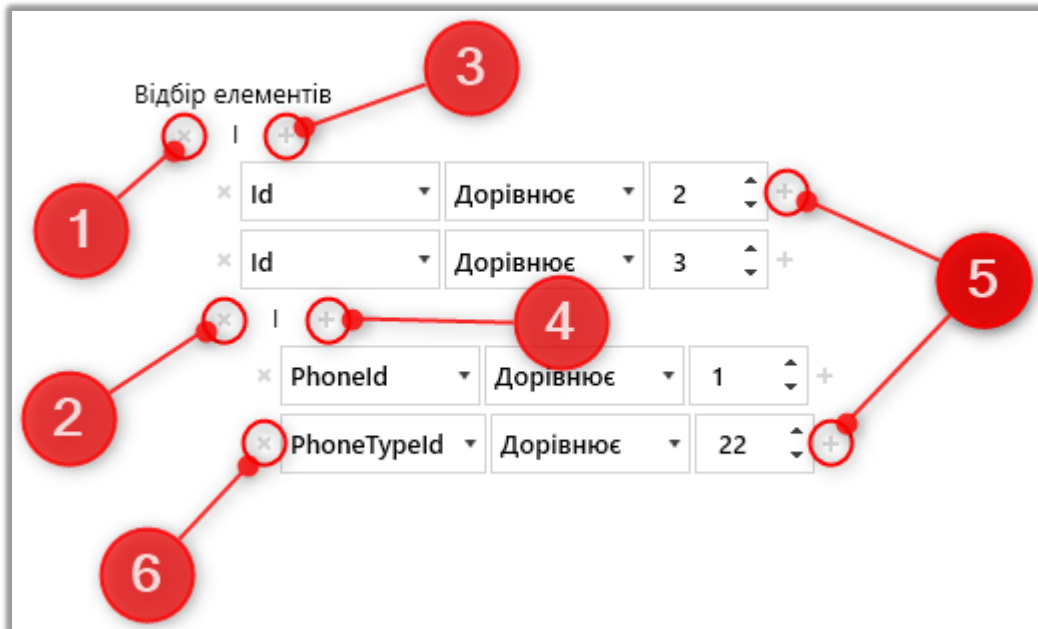 3
Відбір елементів
І
1
Id Дорівнює 2
5
Id Дорівнює 3
4
І
2
PhoneId Дорівнює 1
PhoneTypeId Дорівнює 22
6